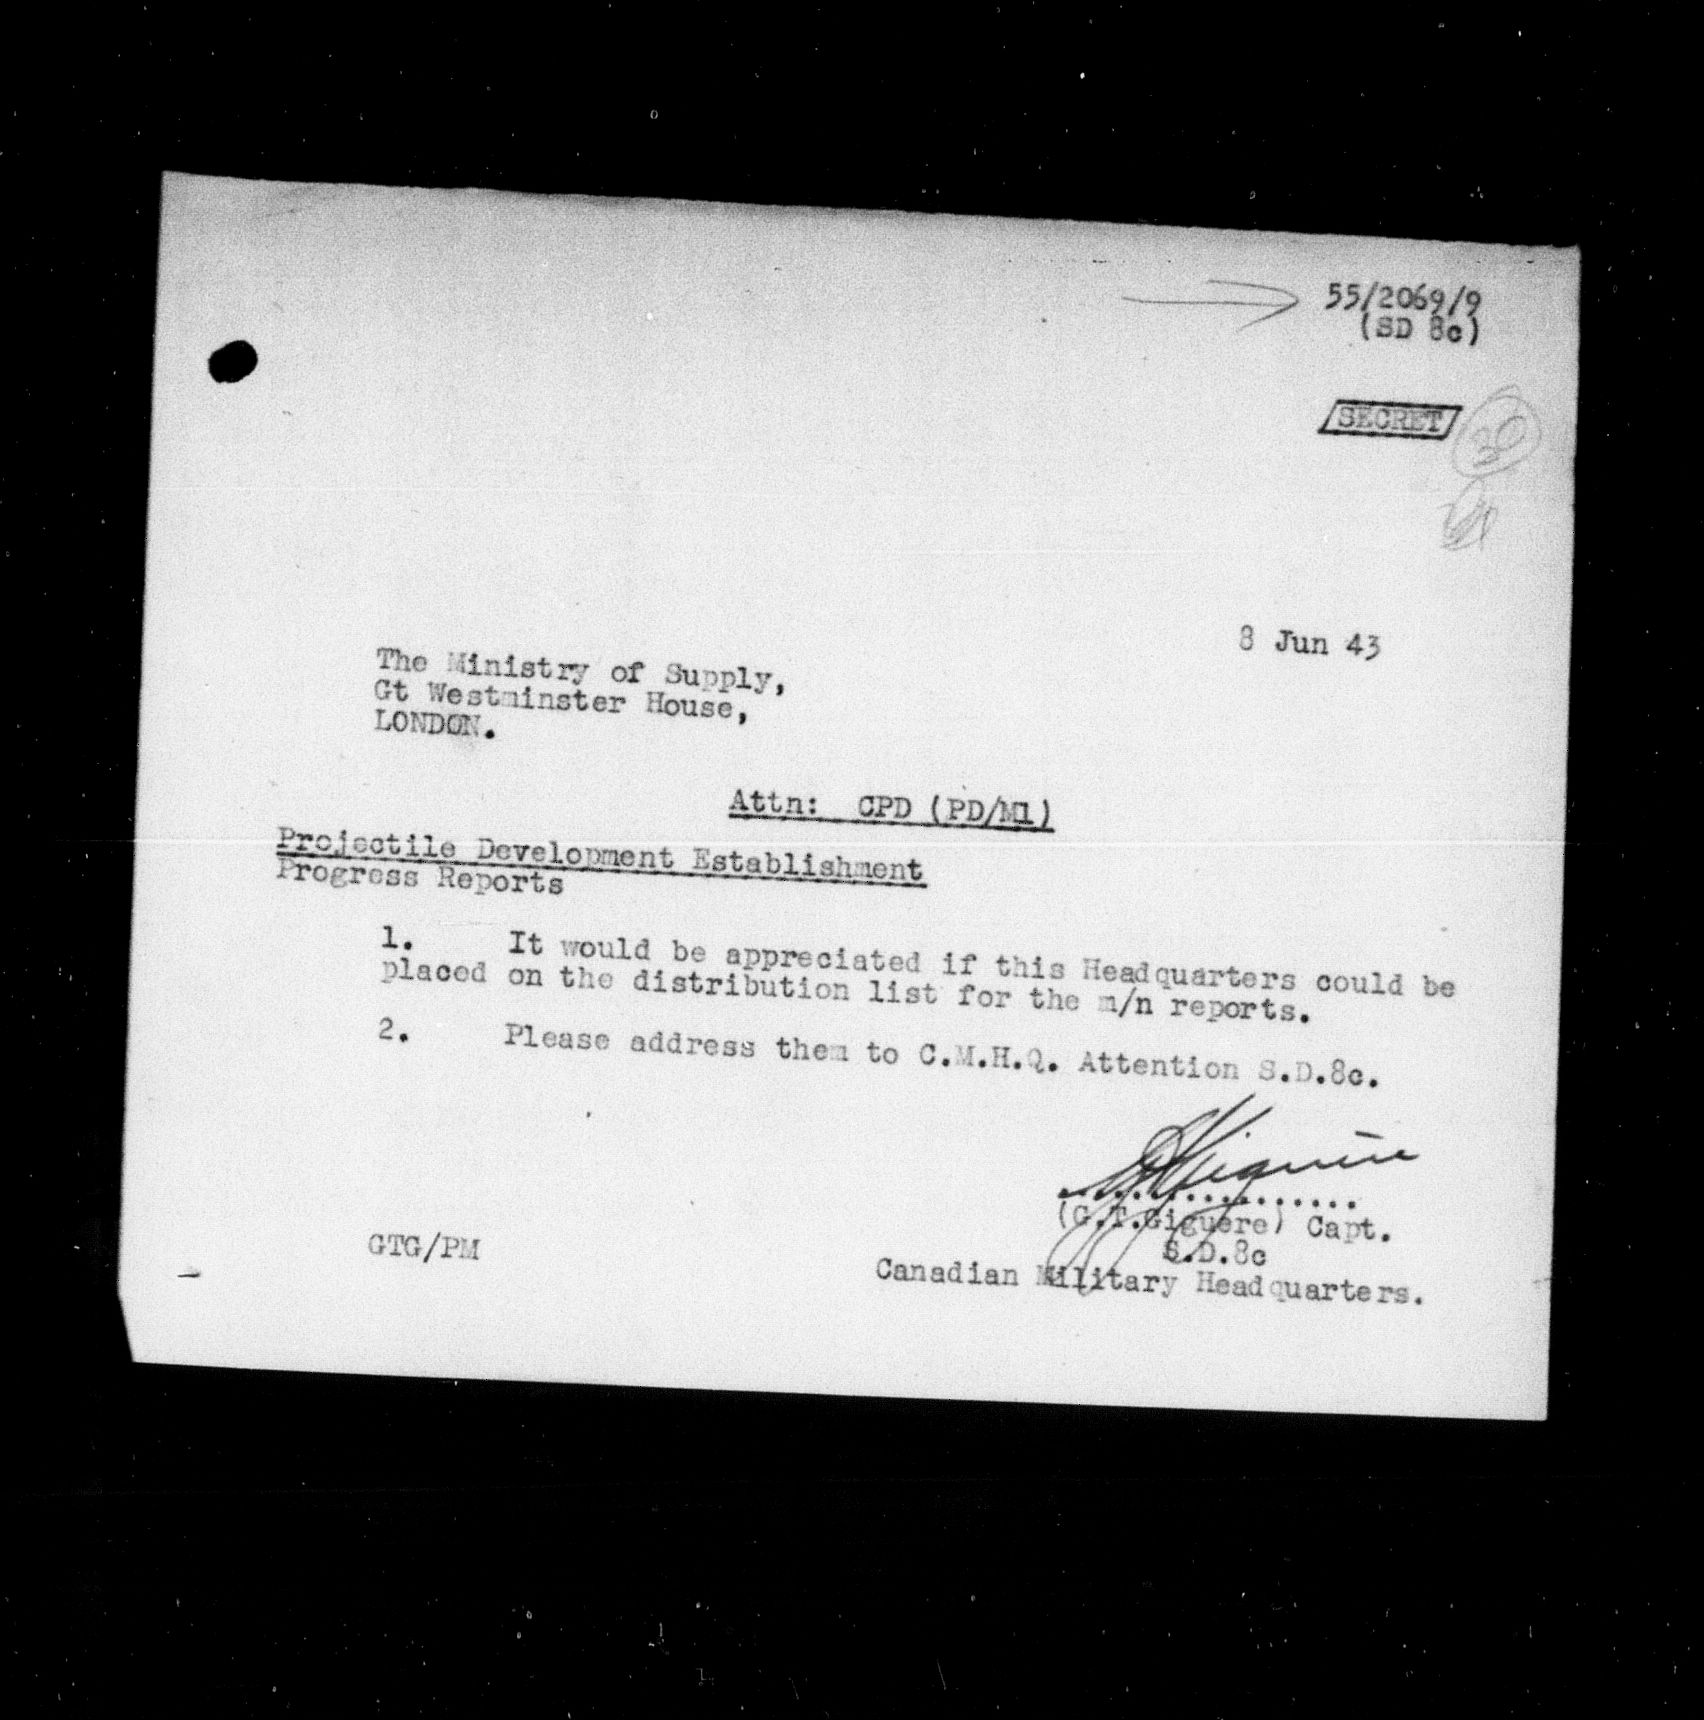 55/2069/9
(SD 8c)
SECRET
20
8 Jun 43
The Ministry of Supply,
Gt Westminster House,
LONDON.
Attn: CPD (PD/M1)
Projectile Development Establishment
Progress Reports
1. It would be appreciated if this Headquarters could be
placed on the distribution list for the m/n reports.
2. Please address them to C.M.H.Q. Attention S.D.8c.
(G.T.Giguere) Capt.
S.D.8c
Canadian Military Headquarters.
GTG/PM